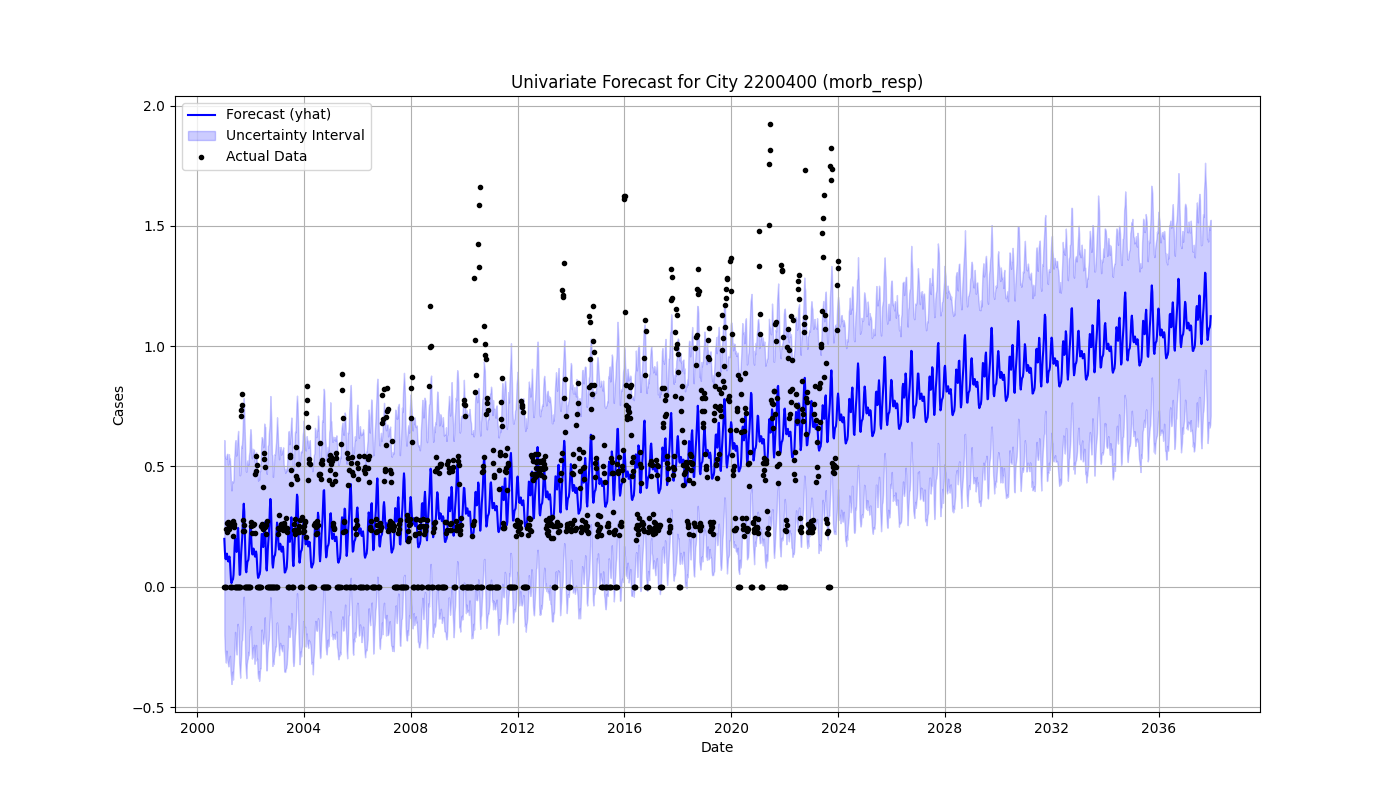 Univariate Forecast for City 2200400 (morb_resp)
Forecast (yhat)
Uncertainty Interval
Actual Data
Cases
2.0
1.5
1.0
0.5
0.0
−0.5
2000 2004 2008 2012 2016 2020 2024 2028 2032 2036
Date